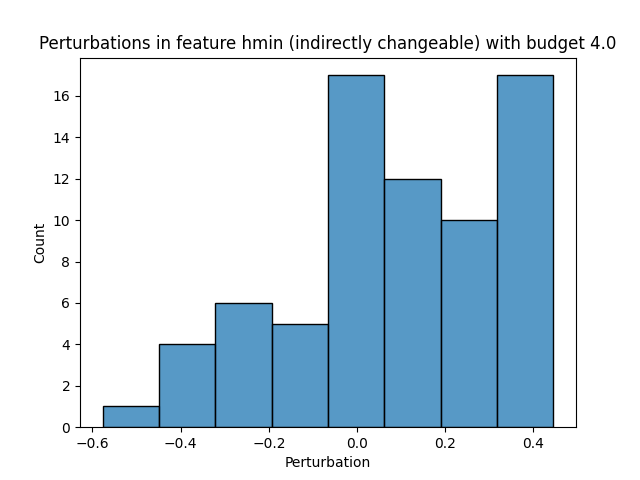 Perturbations in feature hmin (indirectly changeable) with budget 4.0
16
14
12
10
8
6
4
2
0
Count
−0.6 −0.4 −0.2 0.0 0.2 0.4
Perturbation